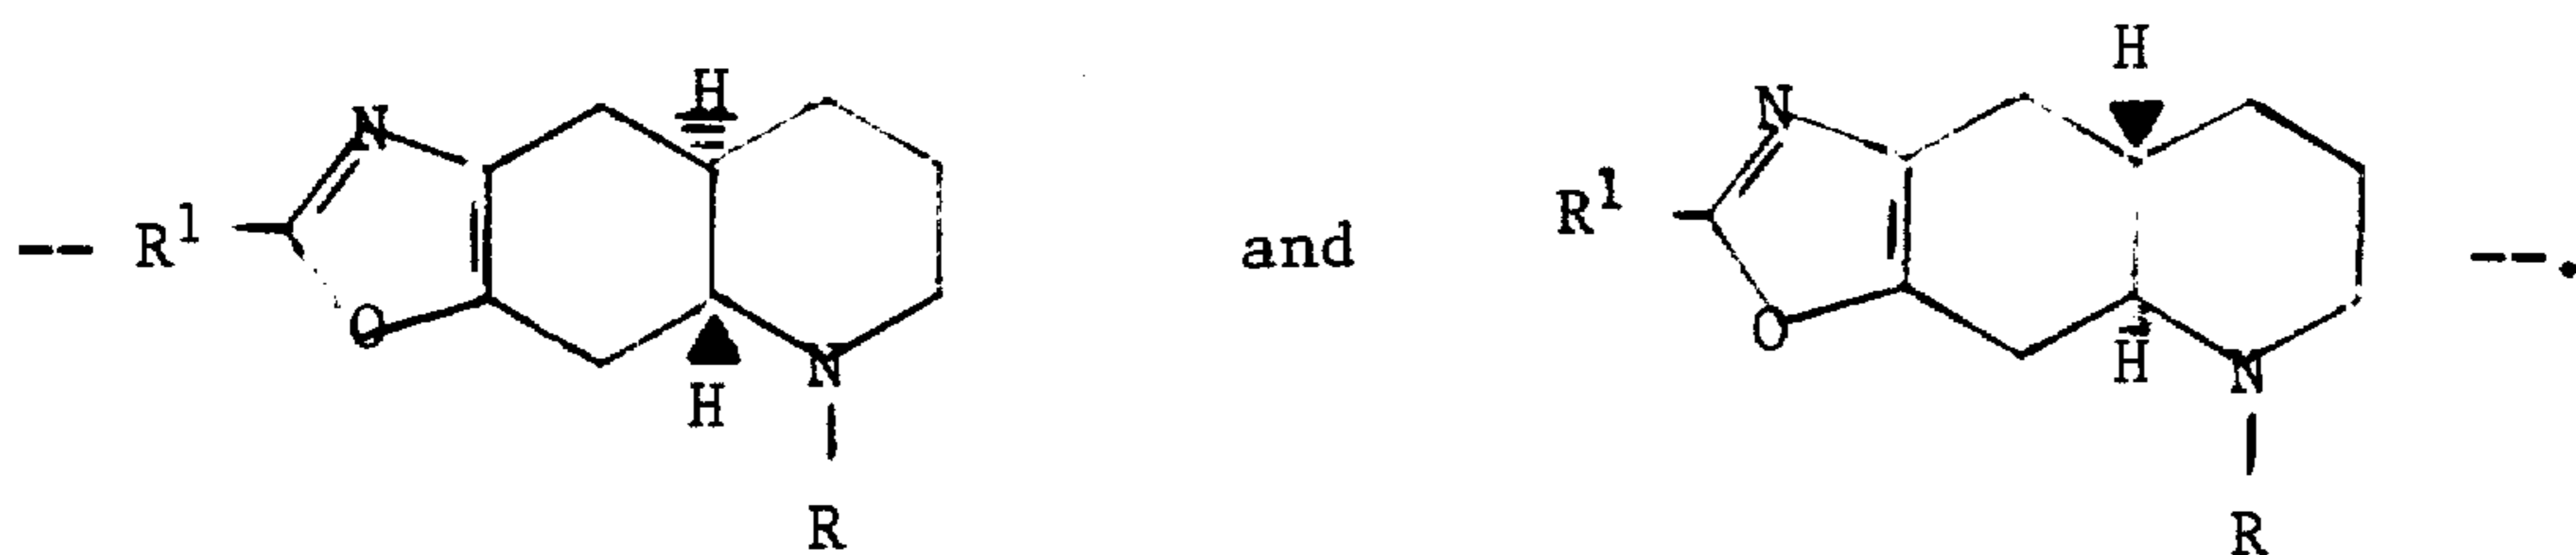 H H
N N
-- R¹ and R¹ --.
O H N O H N
R R